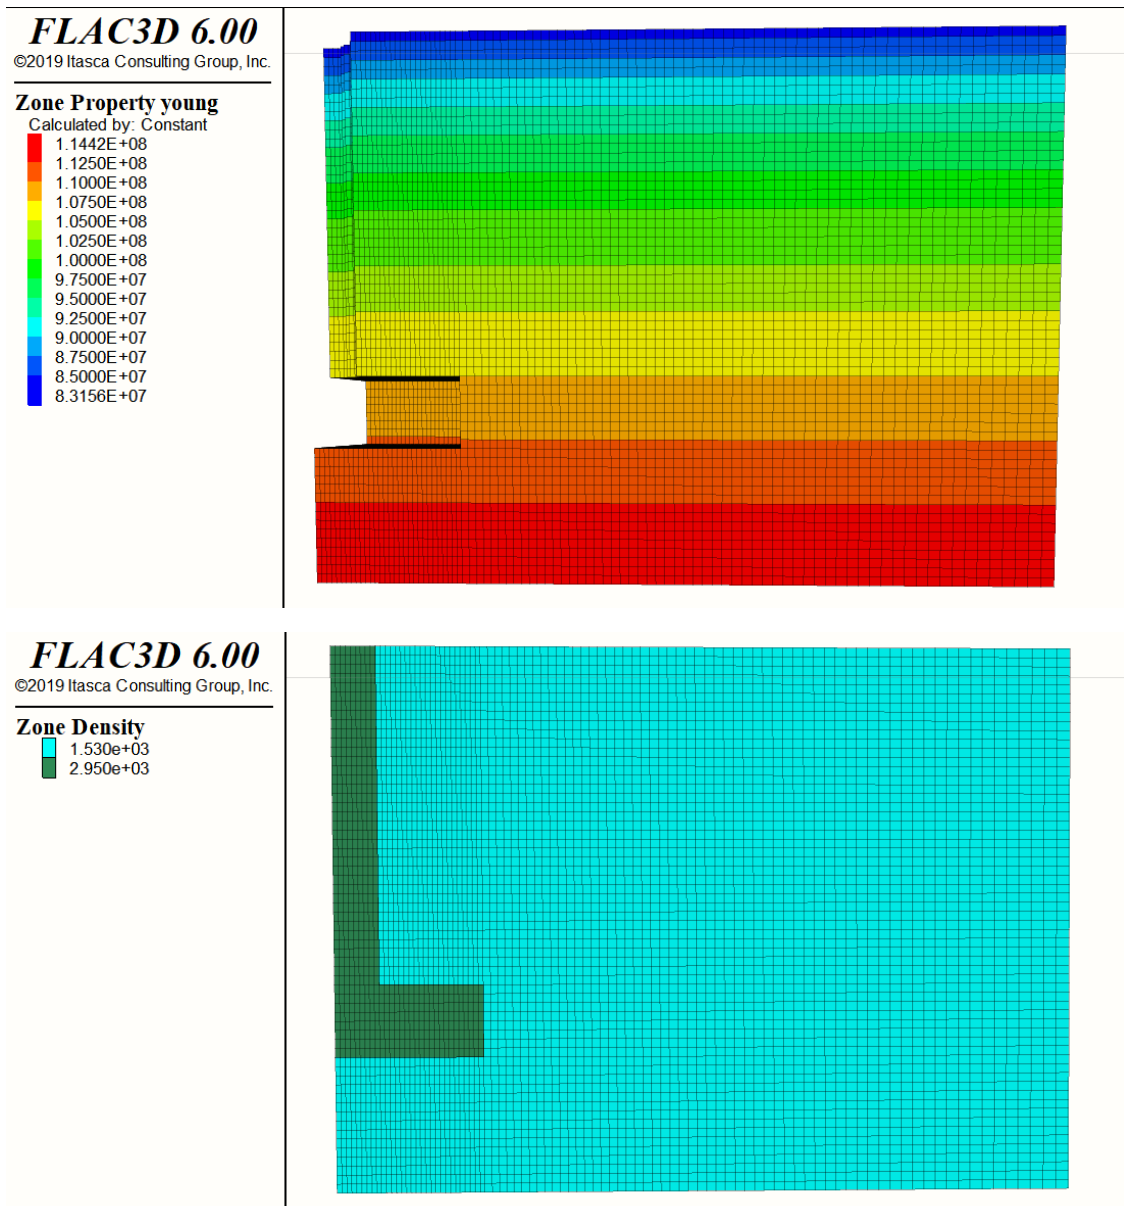 FLAC3D 6.00
©2019 Itasca Consulting Group, Inc.
Zone Property young
Calculated by: Constant
1.1442E+08
1.1250E+08
1.1000E+08
1.0750E+08
1.0500E+08
1.0250E+08
1.0000E+08
9.7500E+07
9.5000E+07
9.2500E+07
9.0000E+07
8.7500E+07
8.5000E+07
8.3156E+07
FLAC3D 6.00
©2019 Itasca Consulting Group, Inc.
Zone Density
1.530e+03
2.950e+03